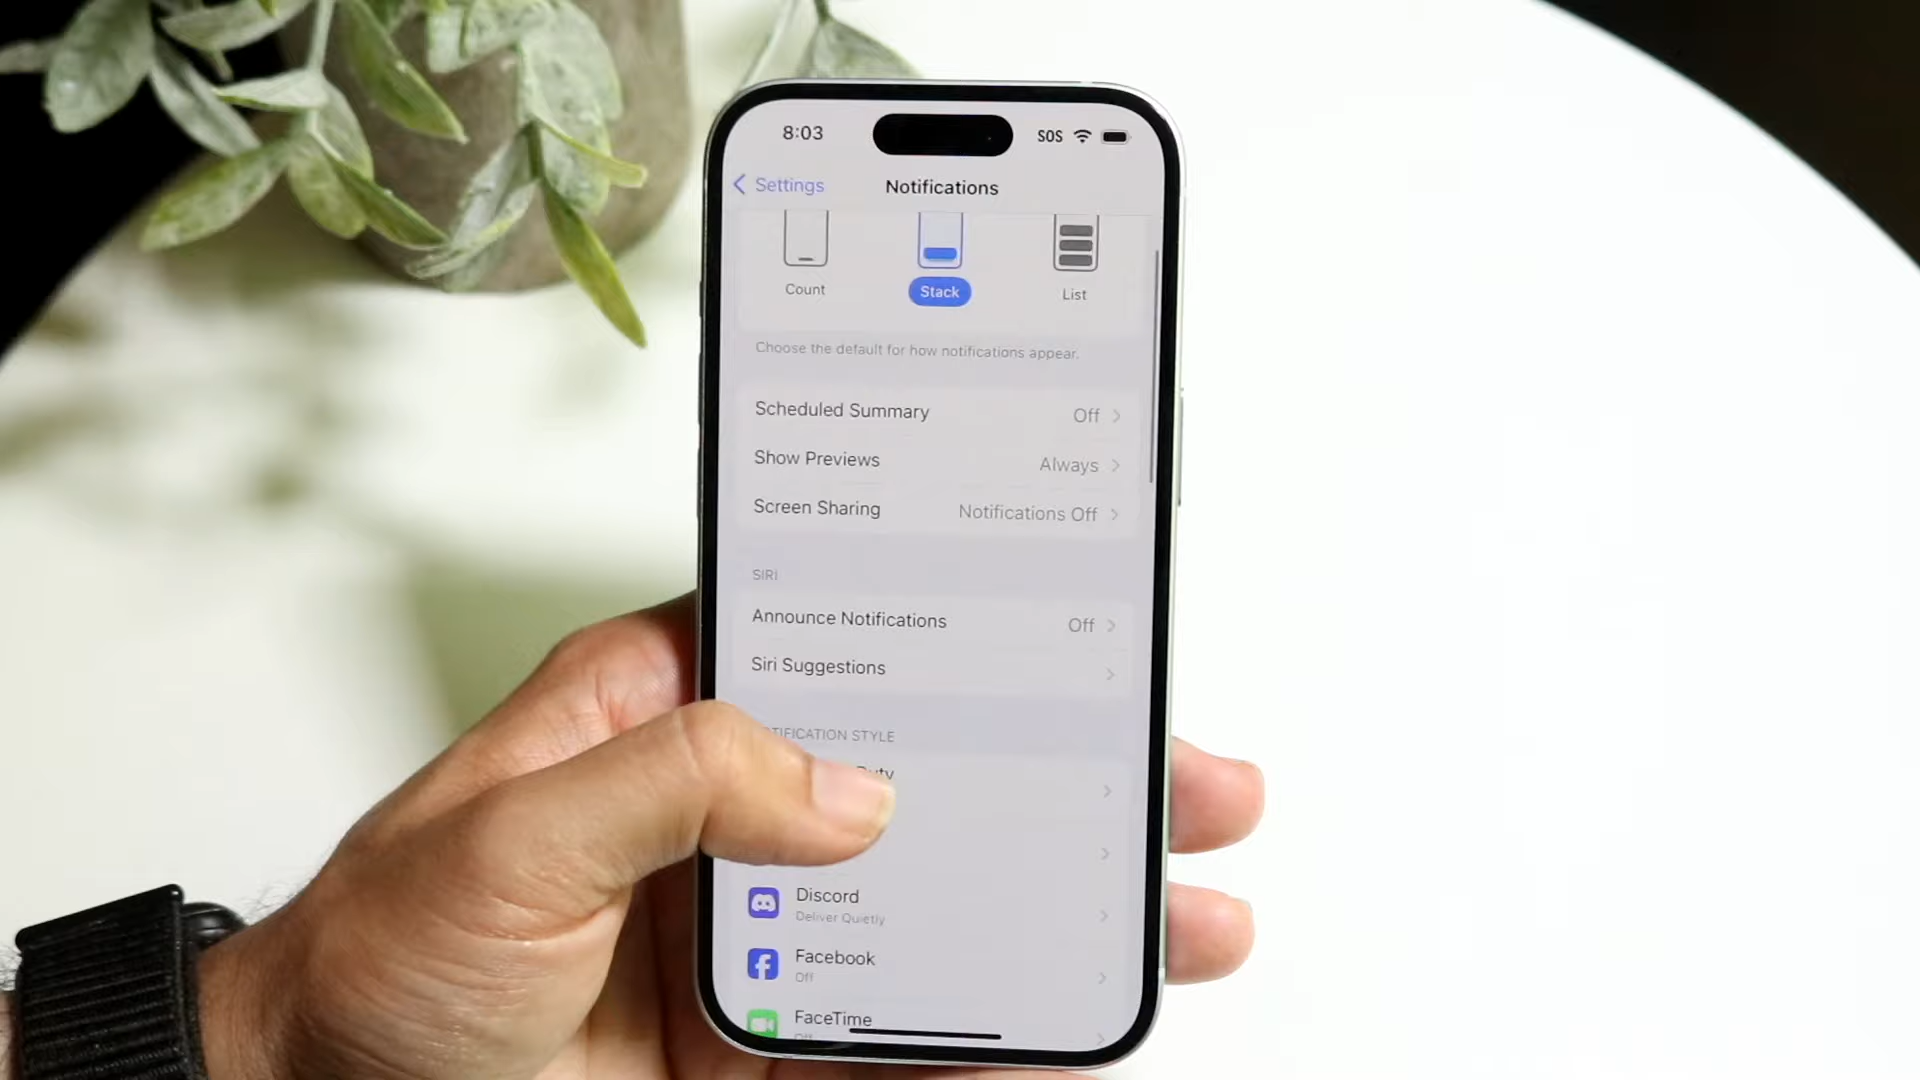 8:03
SOS
Settings
Notifications
Count
Stack
List
Choose the default for how notifications appear.
Scheduled Summary
Off
Show Previews
Always
Screen Sharing
Notifications Off
SIRI
Announce Notifications
Off
Siri Suggestions
STYLE
Discord
Deliver Quietly
Facebook
Off
FaceTime